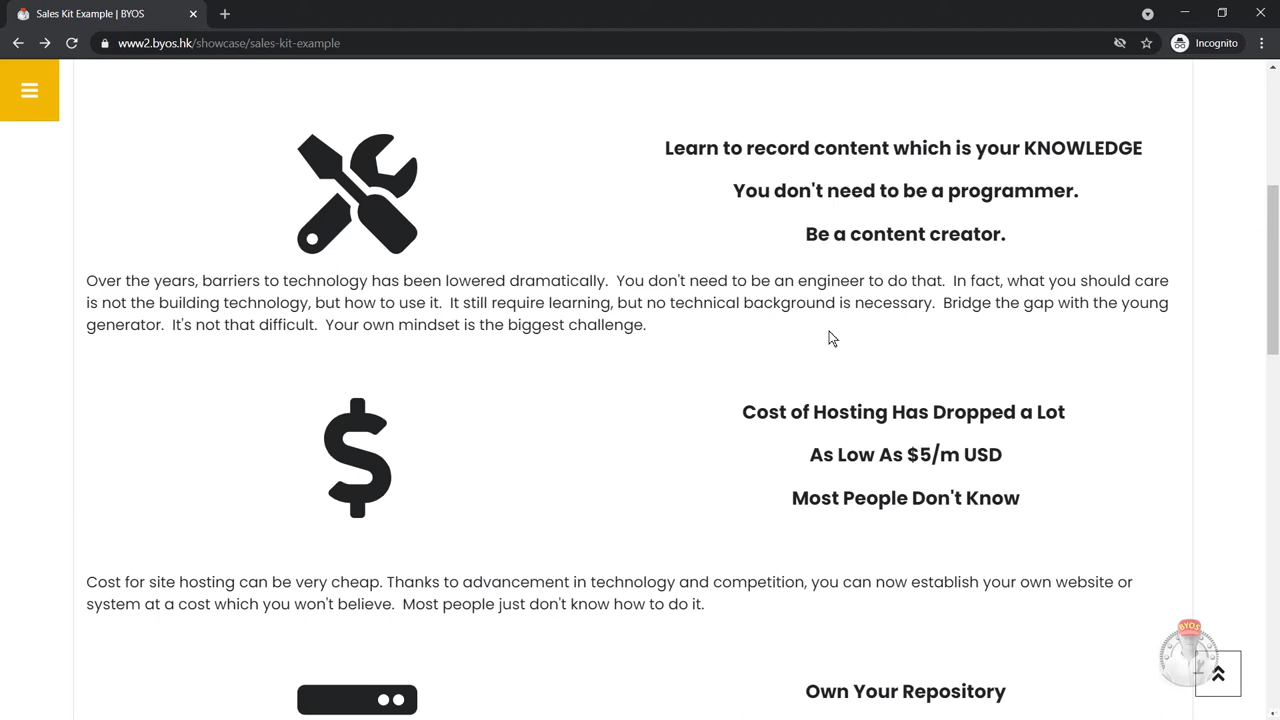 Sales Kit Example | BYOS
www2.byos.hk/showcase/sales-kit-example
Incognito
Learn to record content which is your KNOWLEDGE
You don't need to be a programmer.
Be a content creator.
Over the years, barriers to technology has been lowered dramatically. You don't need to be an engineer to do that. In fact, what you should care
is not the building technology, but how to use it. It still require learning, but no technical background is necessary. Bridge the gap with the young
generator. It's not that difficult. Your own mindset is the biggest challenge.
Cost of Hosting Has Dropped a Lot
As Low As $5/m USD
Most People Don't Know
Cost for site hosting can be very cheap. Thanks to advancement in technology and competition, you can now establish your own website or
system at a cost which you won't believe. Most people just don't know how to do it.
BYOS
Own Your Repository